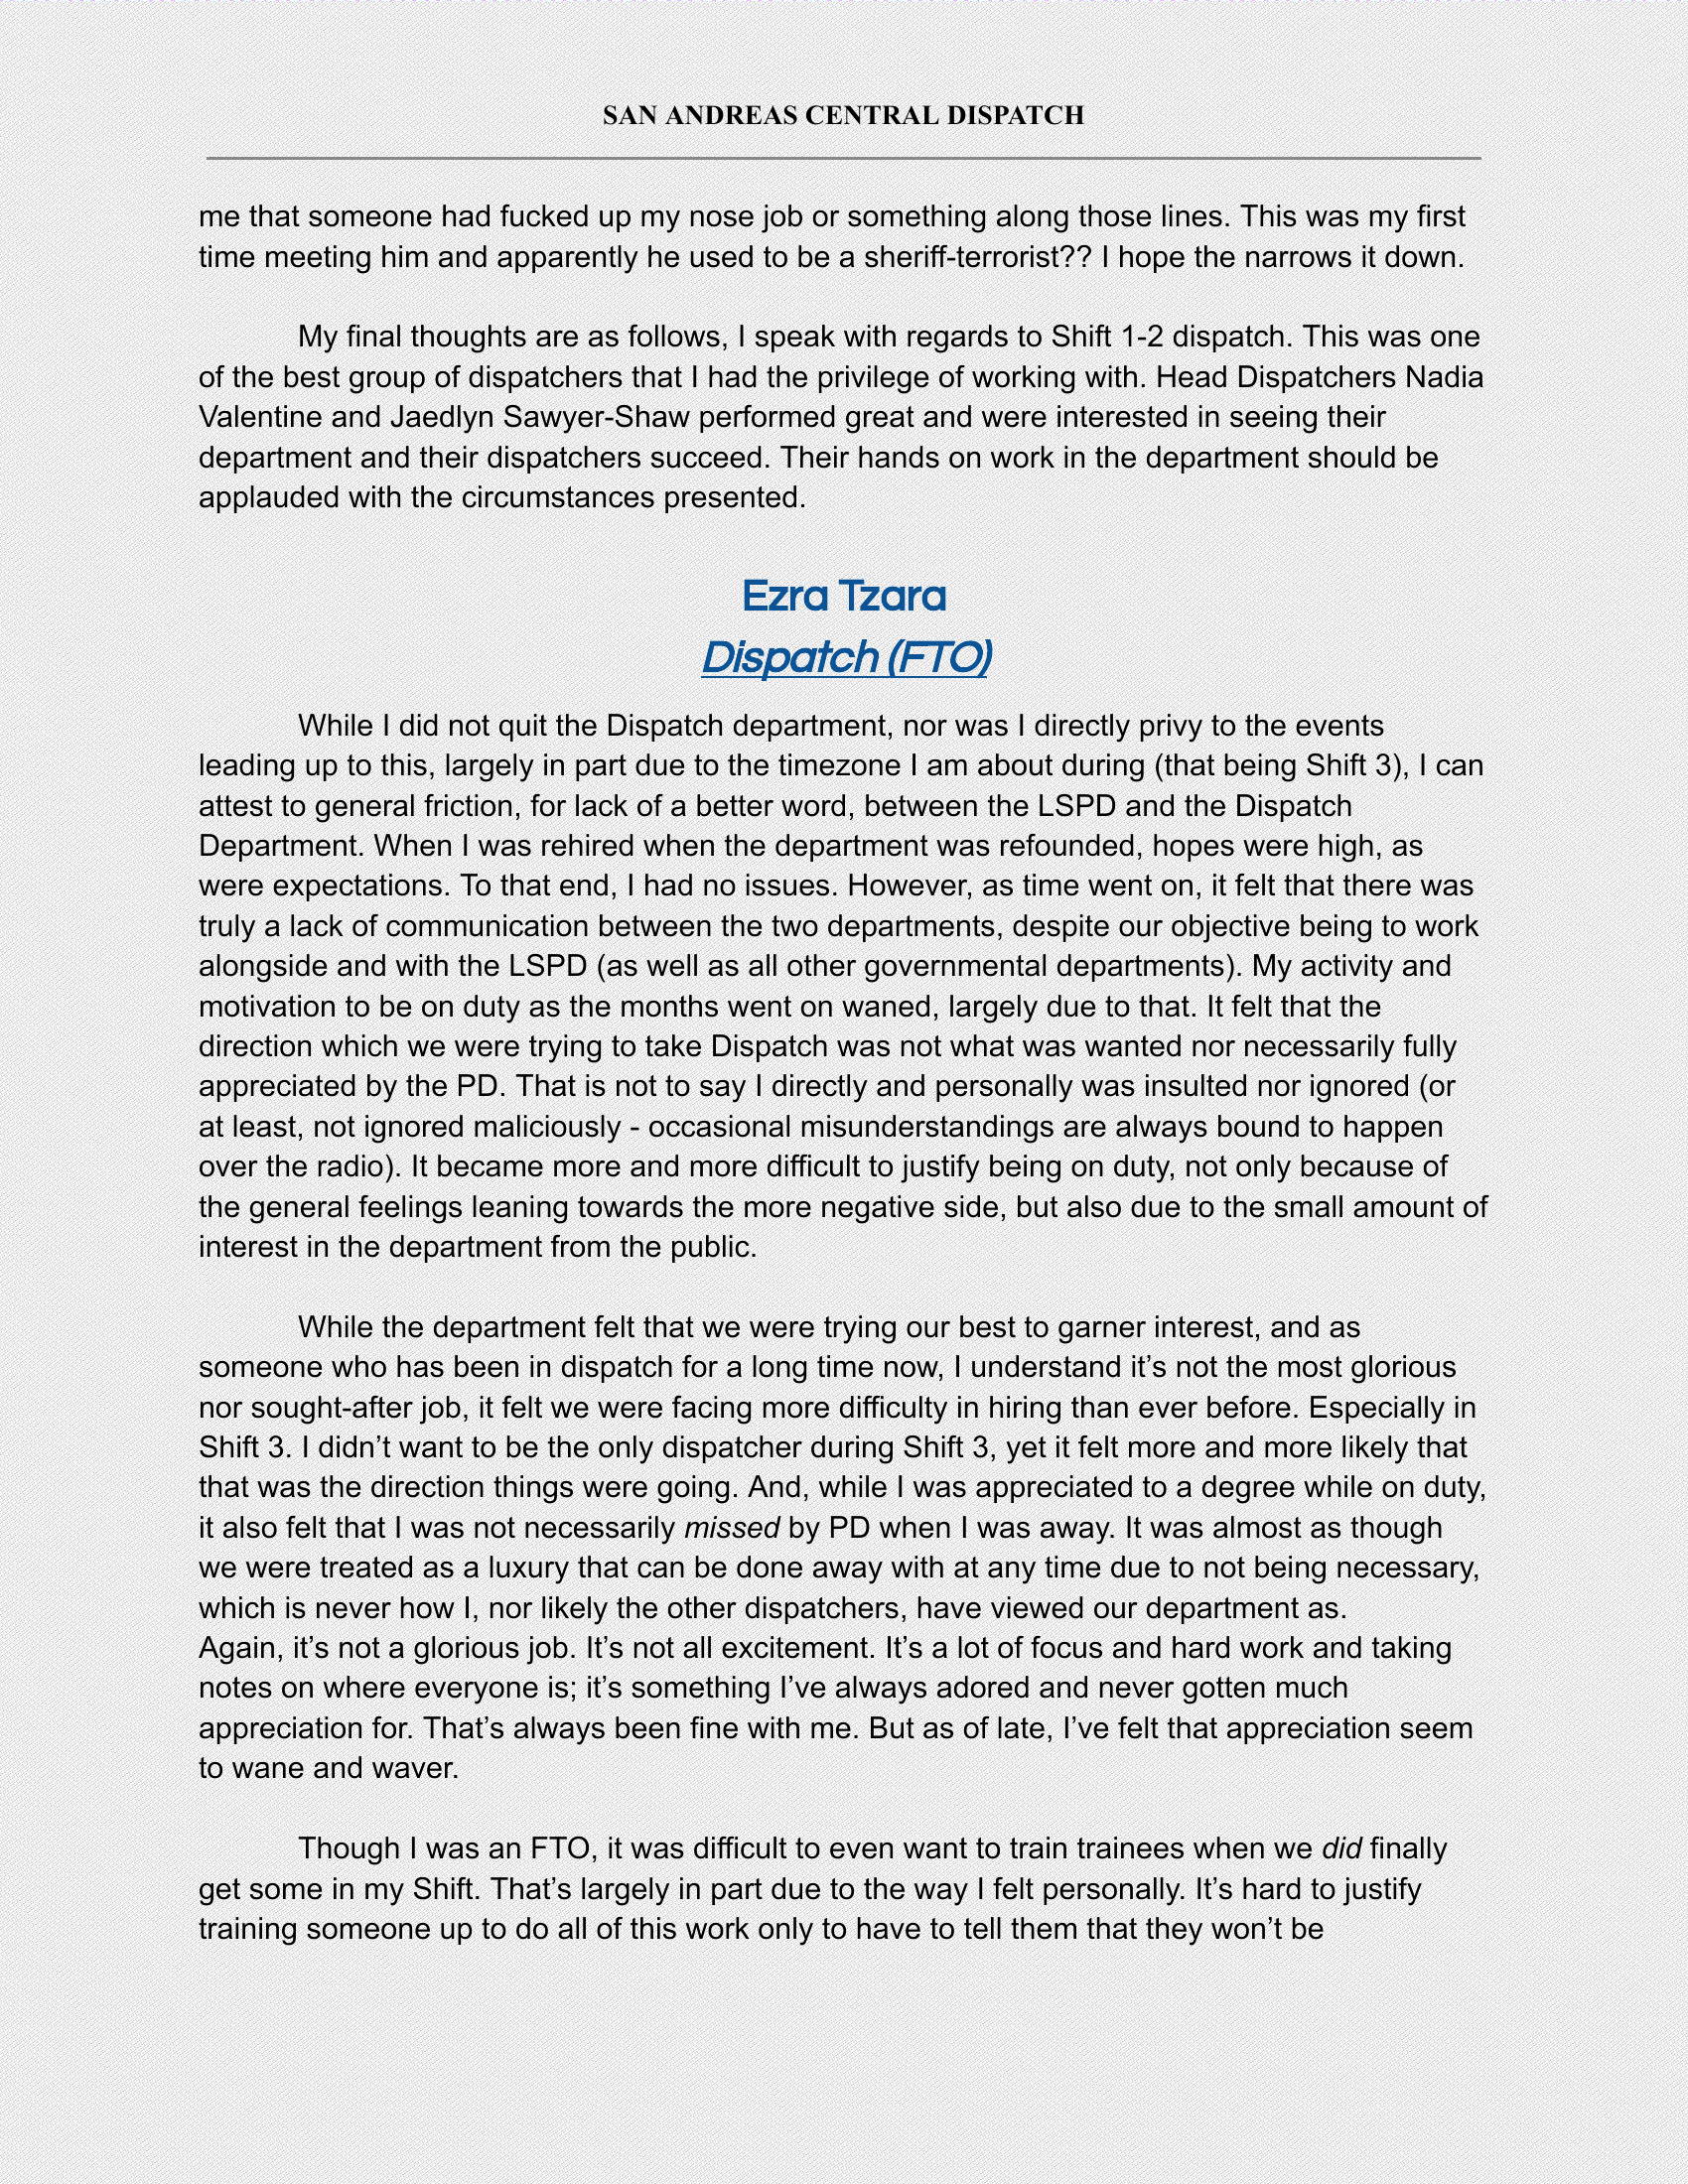 SAN ANDREAS CENTRAL DISPATCH
me that someone had fucked up my nose job or something along those lines. This was my first
time meeting him and apparently he used to be a sheriff-terrorist?? I hope the narrows it down.
My final thoughts are as follows, I speak with regards to Shift 1-2 dispatch. This was one
of the best group of dispatchers that I had the privilege of working with. Head Dispatchers Nadia
Valentine and Jaedlyn Sawyer-Shaw performed great and were interested in seeing their
department and their dispatchers succeed. Their hands on work in the department should be
applauded with the circumstances presented.
Ezra Tzara
Dispatch (FTO)
While I did not quit the Dispatch department, nor was I directly privy to the events
leading up to this, largely in part due to the timezone I am about during (that being Shift 3), I can
attest to general friction, for lack of a better word, between the LSPD and the Dispatch
Department. When I was rehired when the department was refounded, hopes were high, as
were expectations. To that end, I had no issues. However, as time went on, it felt that there was
truly a lack of communication between the two departments, despite our objective being to work
alongside and with the LSPD (as well as all other governmental departments). My activity and
motivation to be on duty as the months went on waned, largely due to that. It felt that the
direction which we were trying to take Dispatch was not what was wanted nor necessarily fully
appreciated by the PD. That is not to say I directly and personally was insulted nor ignored (or
at least, not ignored maliciously - occasional misunderstandings are always bound to happen
over the radio). It became more and more difficult to justify being on duty, not only because of
the general feelings leaning towards the more negative side, but also due to the small amount of
interest in the department from the public.
While the department felt that we were trying our best to garner interest, and as
someone who has been in dispatch for a long time now, I understand it’s not the most glorious
nor sought-after job, it felt we were facing more difficulty in hiring than ever before. Especially in
Shift 3. I didn’t want to be the only dispatcher during Shift 3, yet it felt more and more likely that
that was the direction things were going. And, while I was appreciated to a degree while on duty,
it also felt that I was not necessarily missed by PD when I was away. It was almost as though
we were treated as a luxury that can be done away with at any time due to not being necessary,
which is never how I, nor likely the other dispatchers, have viewed our department as.
Again, it’s not a glorious job. It’s not all excitement. It’s a lot of focus and hard work and taking
notes on where everyone is; it’s something I’ve always adored and never gotten much
appreciation for. That’s always been fine with me. But as of late, I’ve felt that appreciation seem
to wane and waver.
Though I was an FTO, it was difficult to even want to train trainees when we did finally
get some in my Shift. That’s largely in part due to the way I felt personally. It’s hard to justify
training someone up to do all of this work only to have to tell them that they won’t be